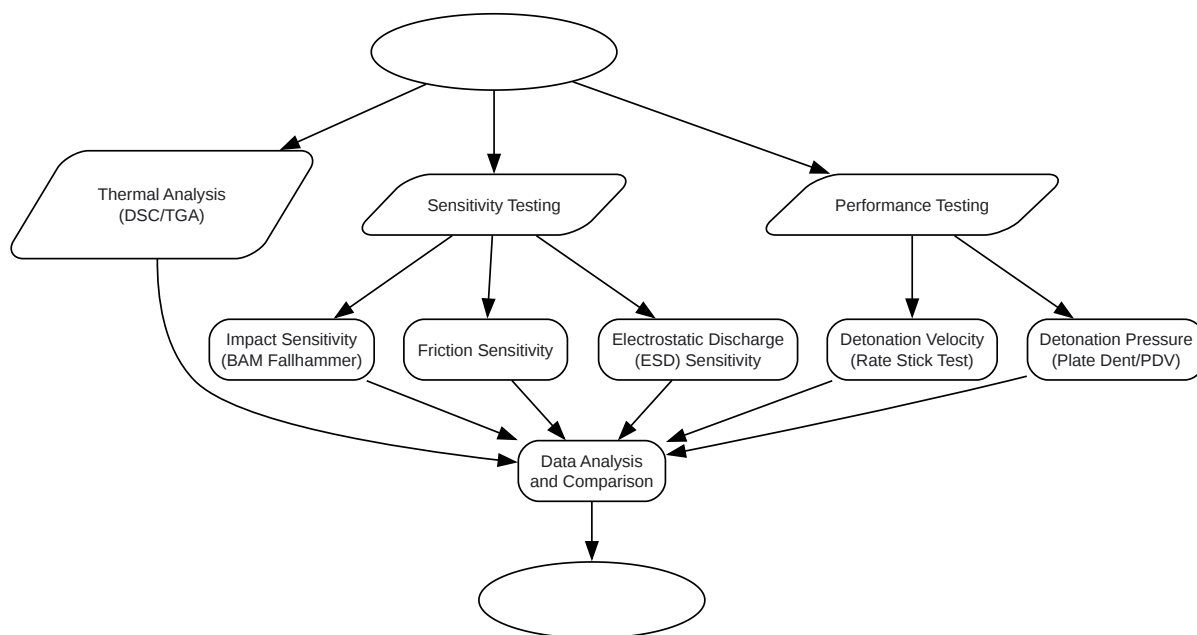 Thermal Analysis
(DSC/TGA)
Sensitivity Testing
Performance Testing
Impact Sensitivity
(BAM Fallhammer)
Friction Sensitivity
Electrostatic Discharge
(ESD) Sensitivity
Detonation Velocity
(Rate Stick Test)
Detonation Pressure
(Plate Dent/PDV)
Data Analysis
and Comparison